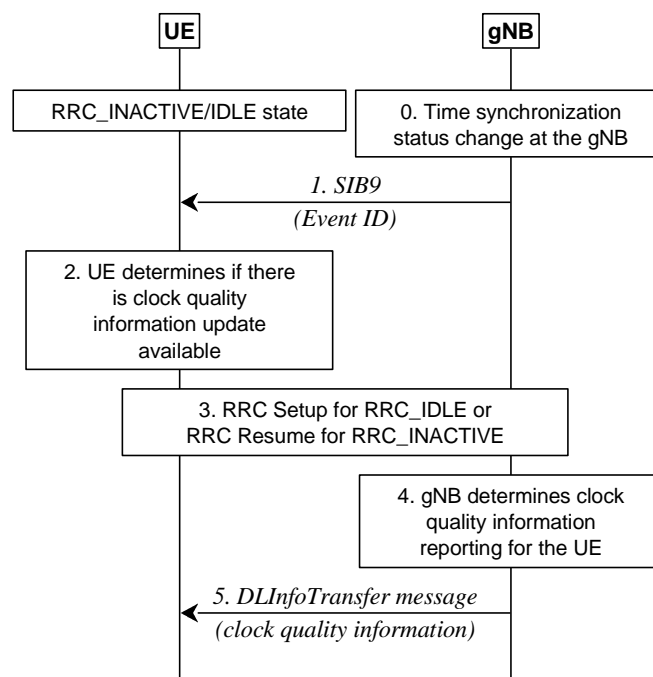 UE
gNB
RRC_INACTIVE/IDLE state
0. Time synchronization
status change at the gNB
1. SIB9
(Event ID)
2. UE determines if there
is clock quality
information update
available
3. RRC Setup for RRC_IDLE or
RRC Resume for RRC_INACTIVE
4. gNB determines clock
quality information
reporting for the UE
5. DLInfoTransfer message
(clock quality information)